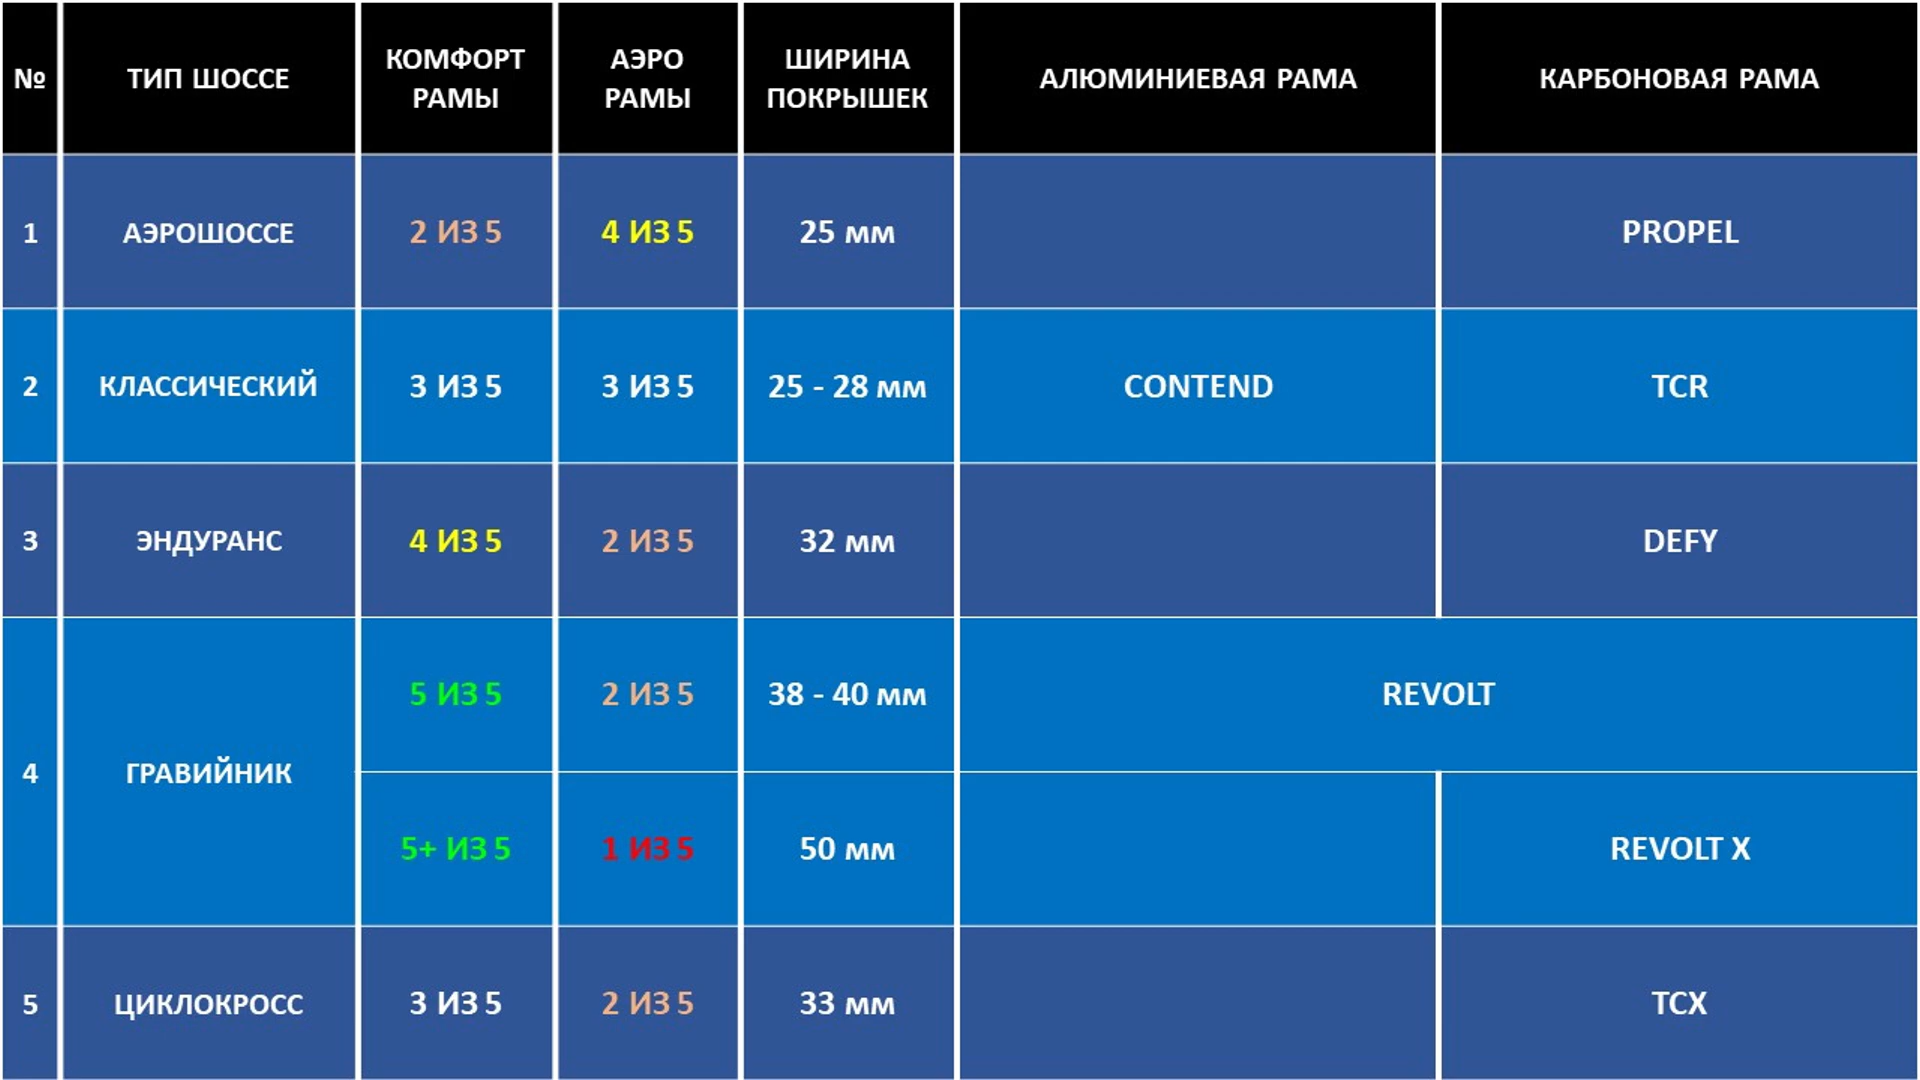 № ТИП ШОССЕ КОМФОРТ РАМЫ АЭРО РАМЫ ШИРИНА ПОКРЫШЕК АЛЮМИНИЕВАЯ РАМА КАРБОНОВАЯ РАМА
1 АЭРОШОССЕ 2 ИЗ 5 4 ИЗ 5 25 мм PROPEL
2 КЛАССИЧЕСКИЙ 3 ИЗ 5 3 ИЗ 5 25 - 28 мм CONTEND TCR
3 ЭНДУРАНС 4 ИЗ 5 2 ИЗ 5 32 мм DEFY
4 ГРАВИЙНИК 5 ИЗ 5 2 ИЗ 5 38 - 40 мм REVOLT
5+ ИЗ 5 1 ИЗ 5 50 мм REVOLT X
5 ЦИКЛОКРОСС 3 ИЗ 5 2 ИЗ 5 33 мм TCX